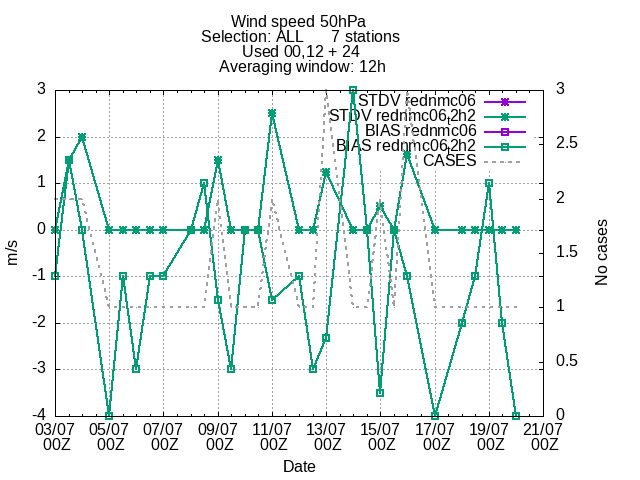 Wind speed 50hPa
Selection: ALL 7 stations
Used 00,12 + 24
Averaging window: 12h
STDV rednmc06
STDV rednmc06,2h2
BIAS rednmc06
BIAS rednmc06,2h2
CASES
3
2
1
0
-1
-2
-3
-4
m/s
3
2.5
2
1.5
1
0.5
0
No cases
03/07 05/07 07/07 09/07 11/07 13/07 15/07 17/07 19/07 21/07
00Z 00Z 00Z 00Z 00Z 00Z 00Z 00Z 00Z 00Z
Date